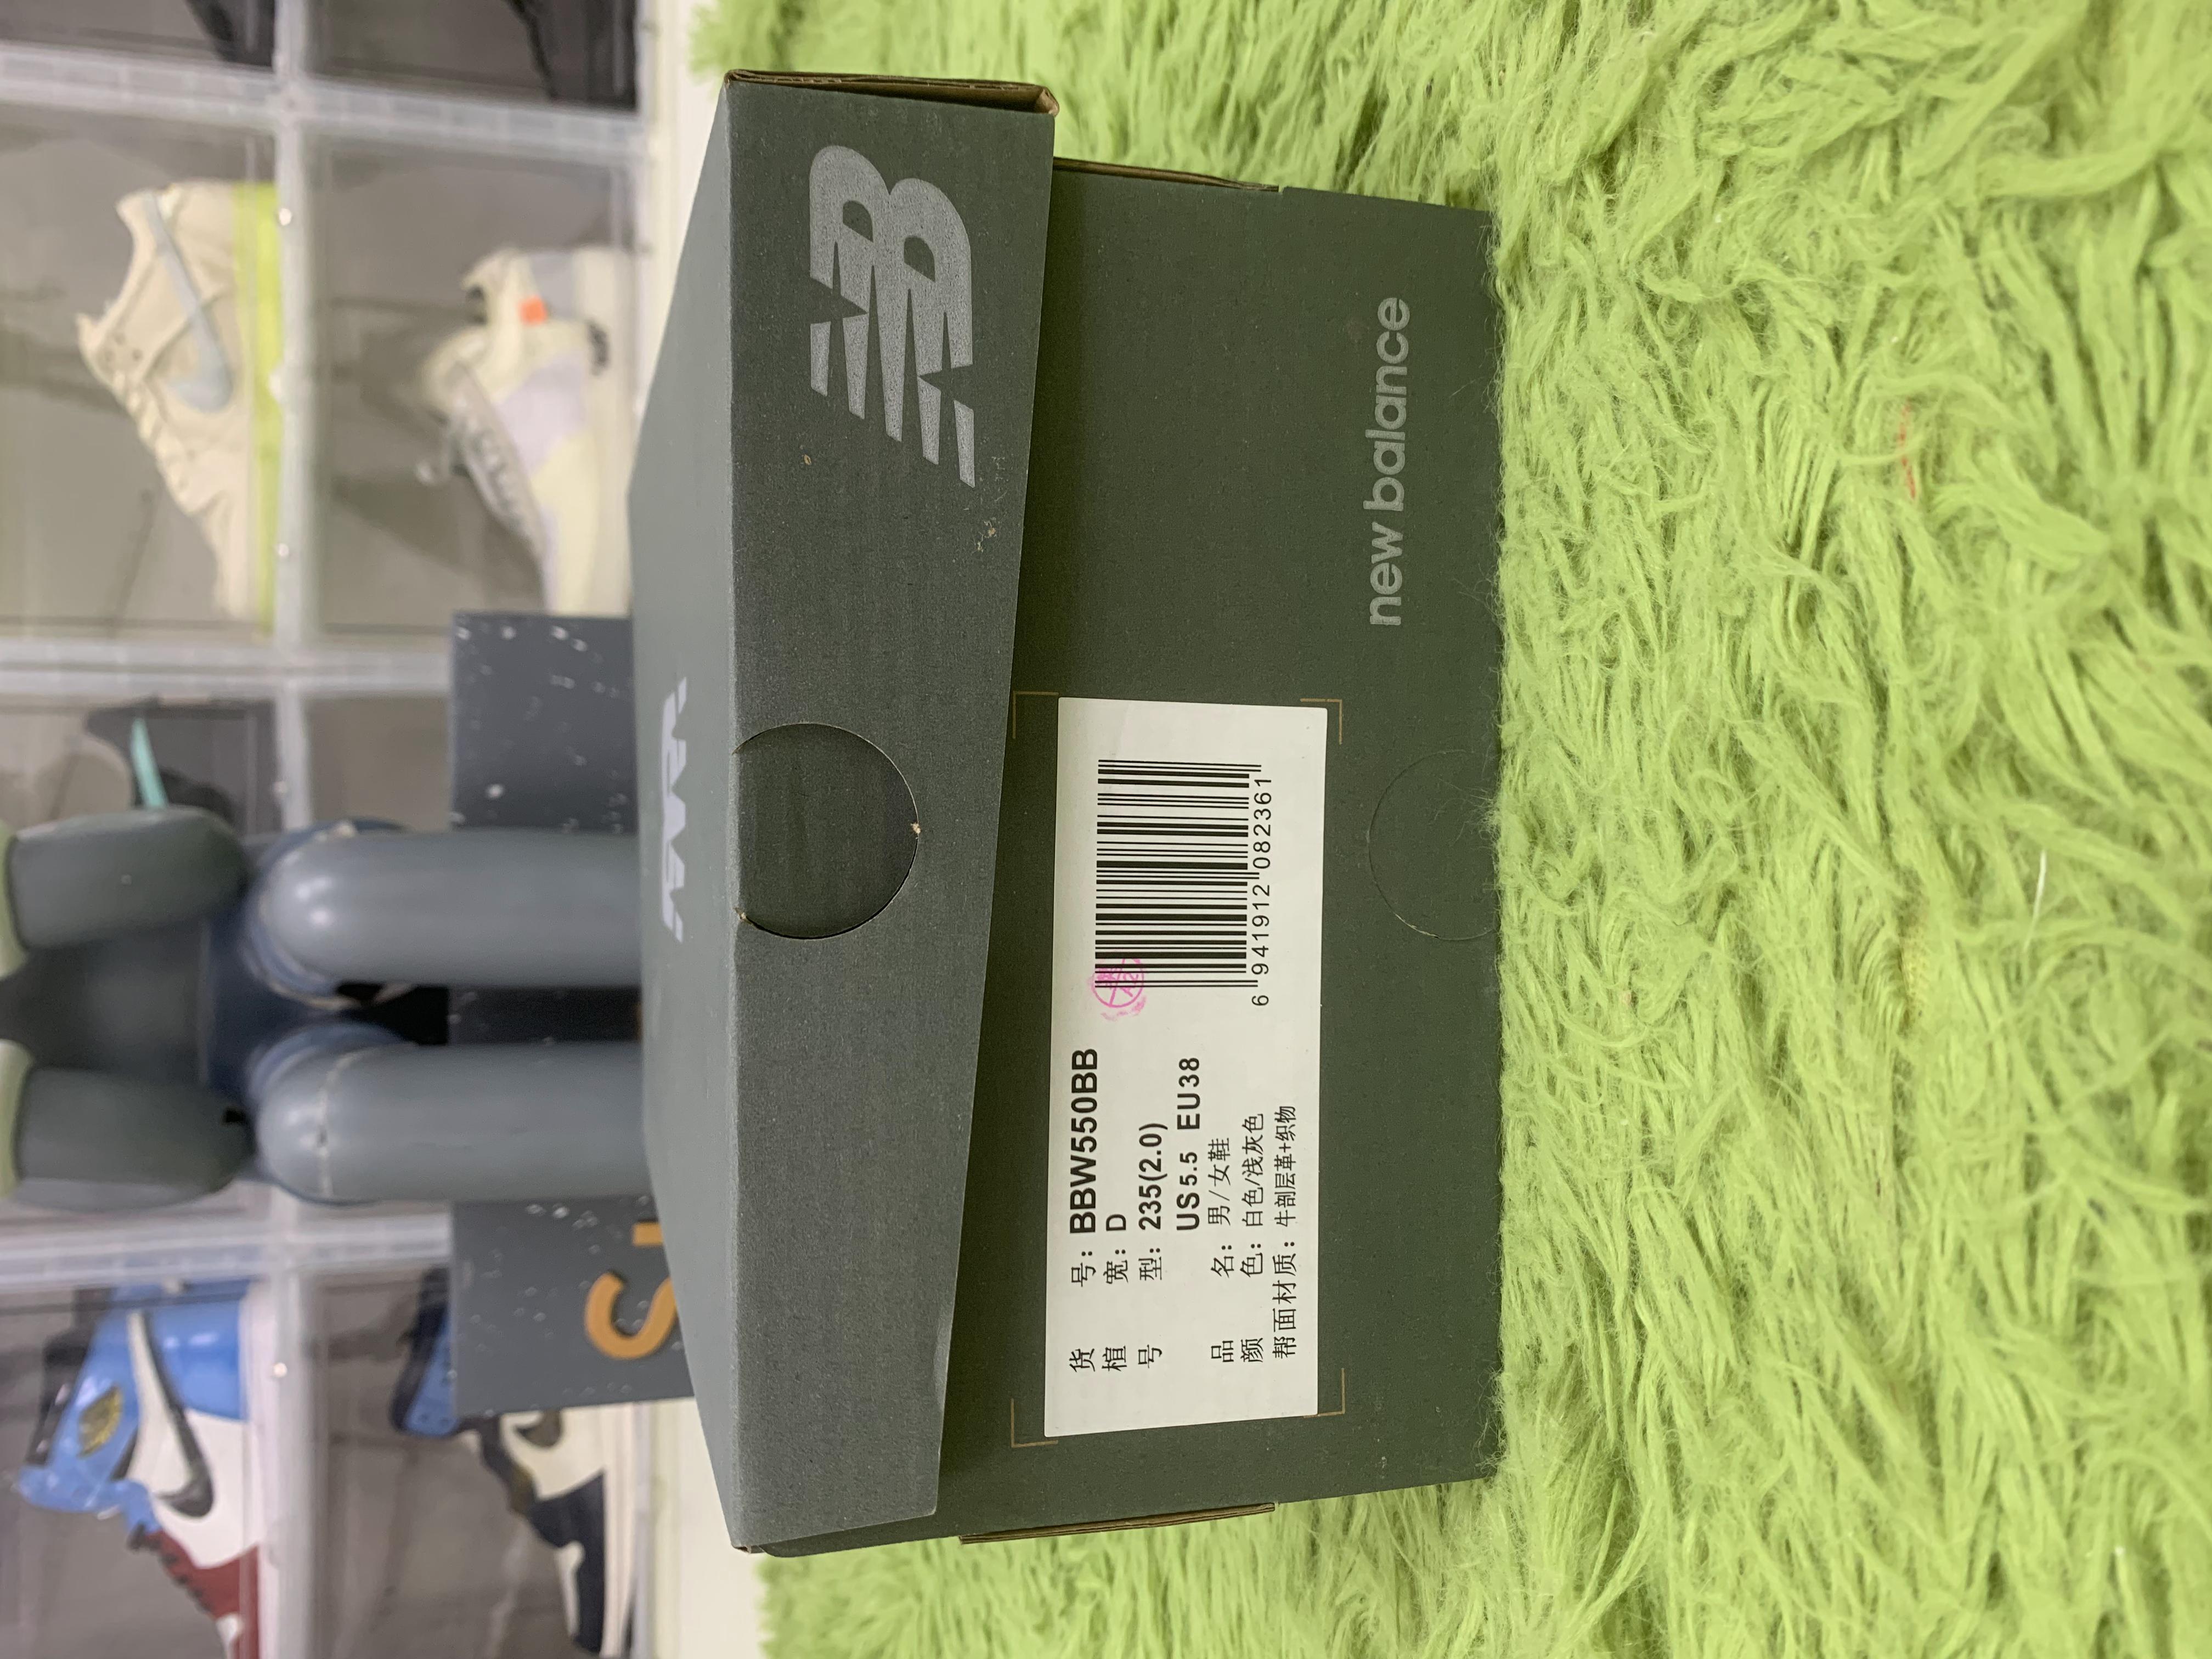 NB
new balance
货 号: BBW550BB
楦 宽: D
号 型: 235(2.0)
US5.5 EU38
品 名: 男/女鞋
颜 色: 白色/浅灰色
帮面材质: 牛剖层革+织物
6 941912 082361